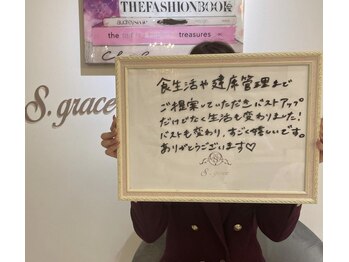 THEFASHIONBOOK
the
treasures
S.grace
食生活や健康管理まで
ご提案していただきバストアップ
だけでなく生活も変わりました!
バストも変わり、すごく嬉しいです。
ありがとうございます♡
S.grace